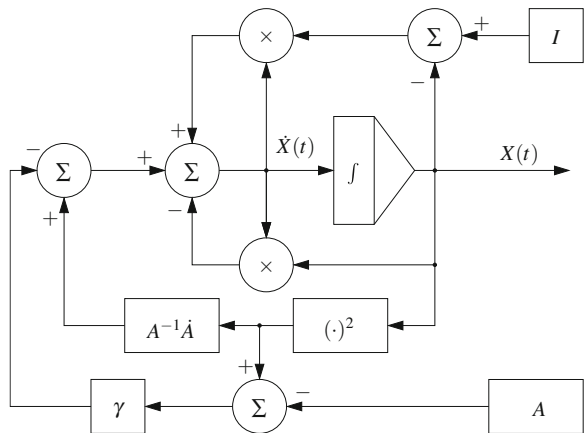 × Σ + I
−
+ Ẋ(t) X(t)
− Σ + Σ ∫
+ −
×
A⁻¹Ȧ (·)²
+ −
γ Σ A